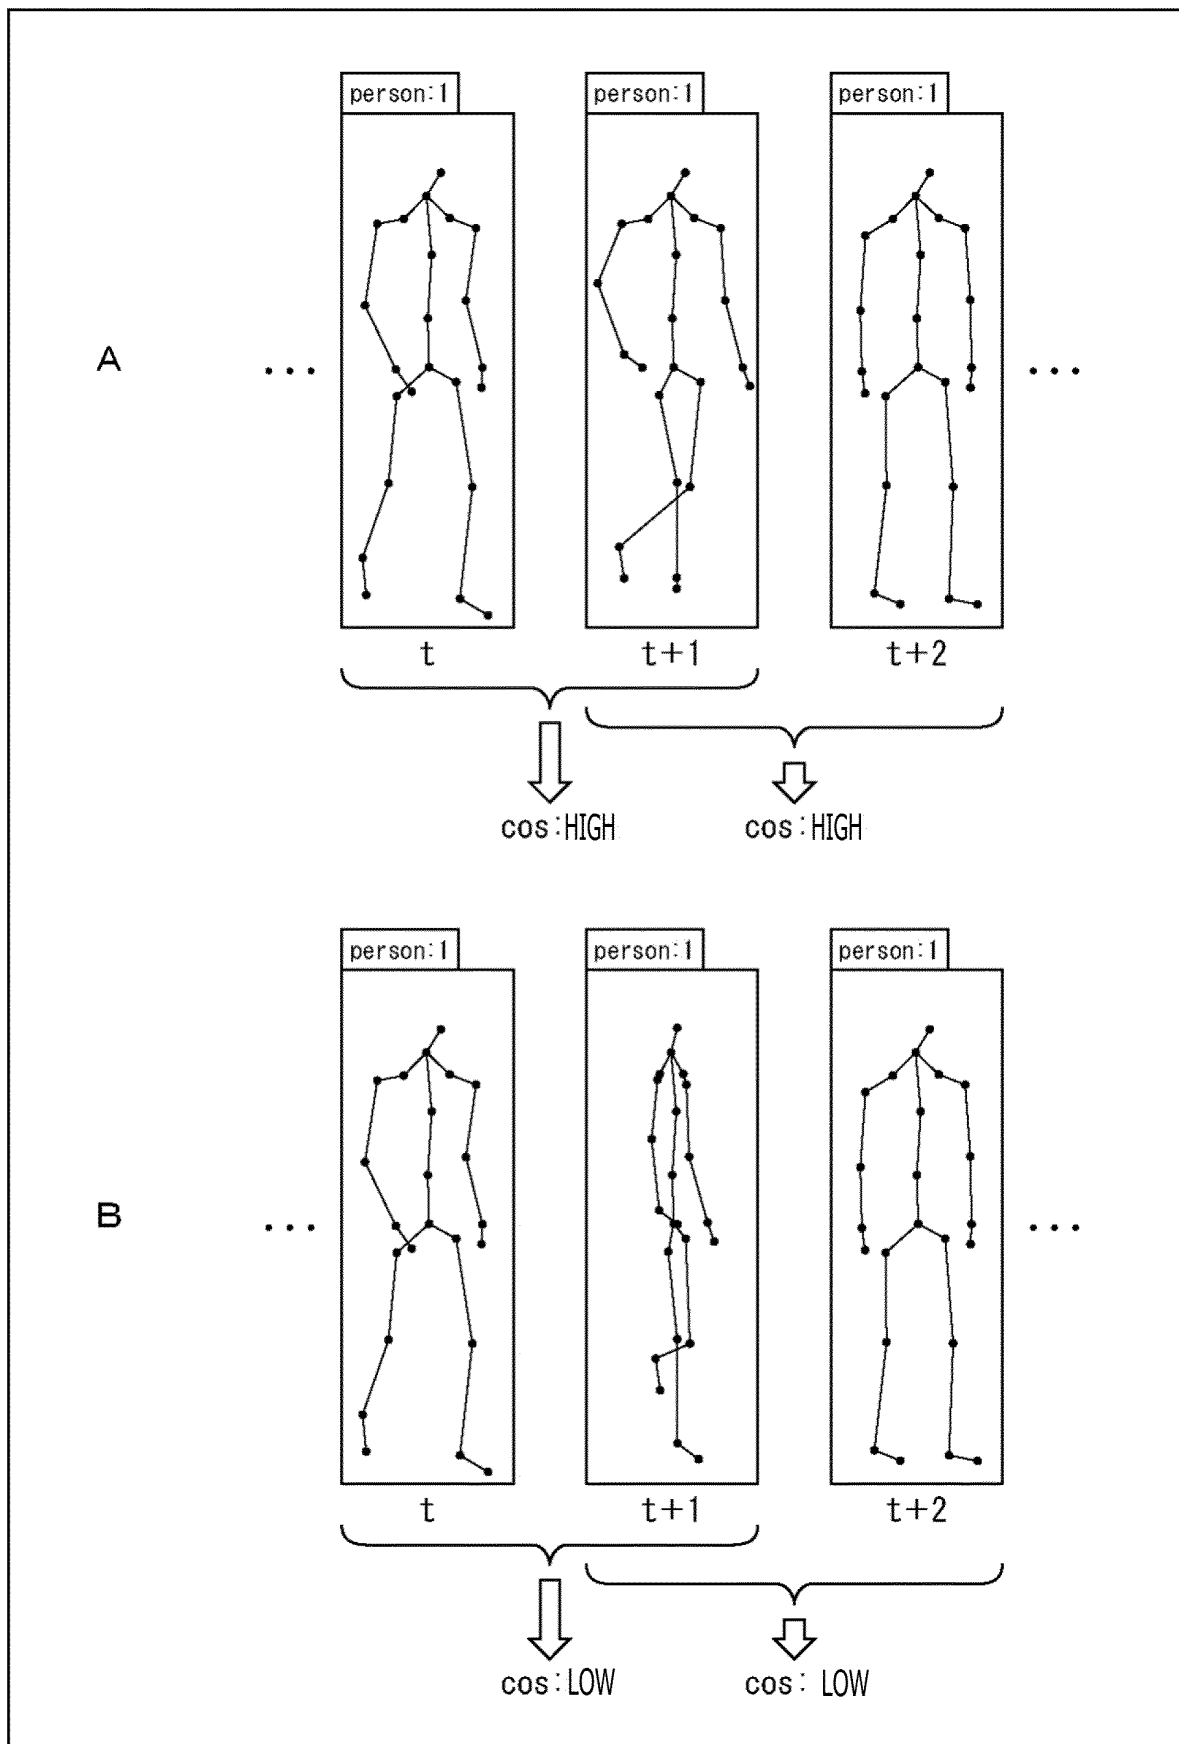 person:1 person:1 person:1
A ... ...
t t+1 t+2
cos:HIGH cos:HIGH
person:1 person:1 person:1
B ... ...
t t+1 t+2
cos:LOW cos: LOW